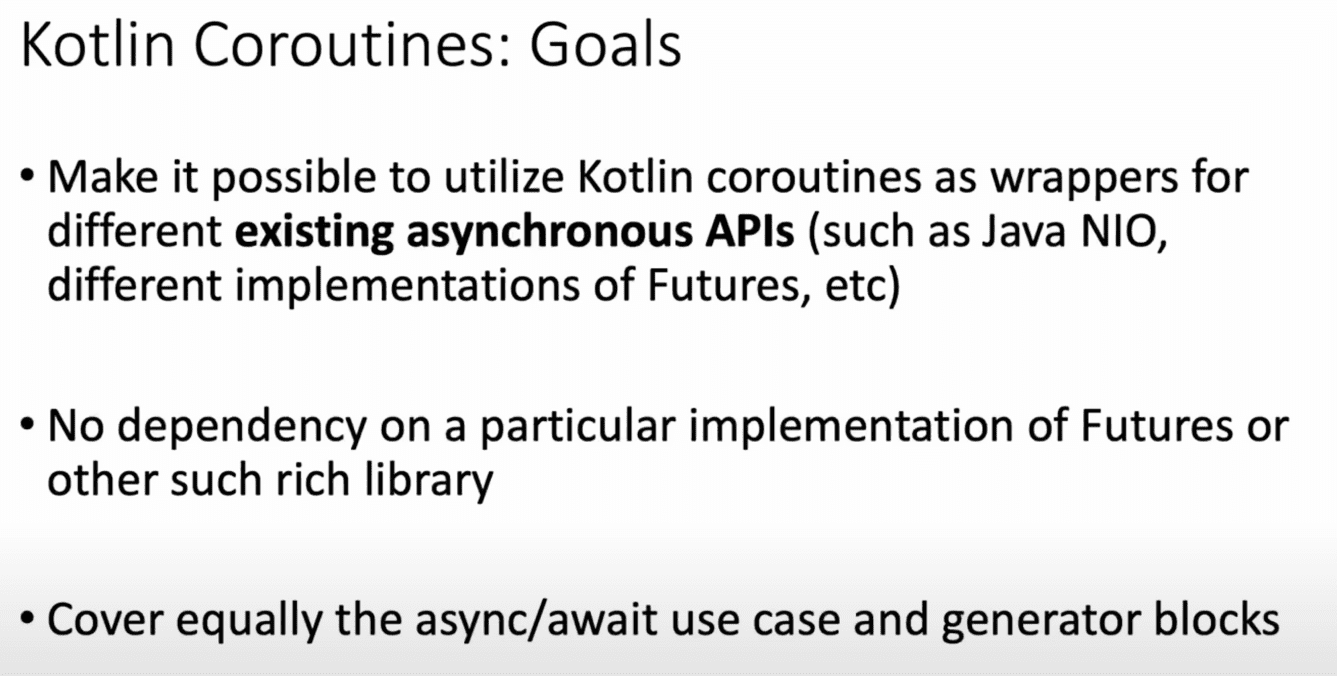 Kotlin Coroutines: Goals
• Make it possible to utilize Kotlin coroutines as wrappers for
different existing asynchronous APIs (such as Java NIO,
different implementations of Futures, etc)
• No dependency on a particular implementation of Futures or
other such rich library
• Cover equally the async/await use case and generator blocks